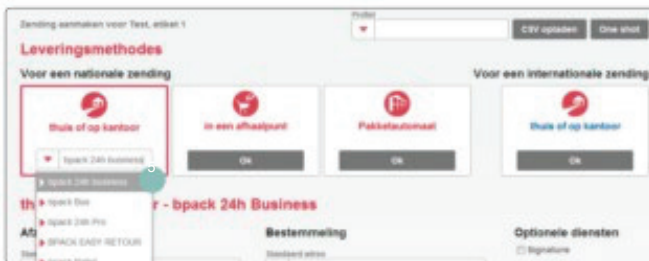 Zending aanmaken voor Test, etiket 1
Profiel
CSV opladen
One shot
Leveringsmethodes
Voor een nationale zending
Voor een internationale zending
thuis of op kantoor
in een afhaalpunt
Pakketautomaat
thuis of op kantoor
bpack 24h business
Ok
Ok
Ok
bpack 24h business
bpack Bus
bpack 24h Pro
BPACK EASY RETOUR
th
r - bpack 24h Business
Bestemmeling
Optionele diensten
Standaard adres
Signature